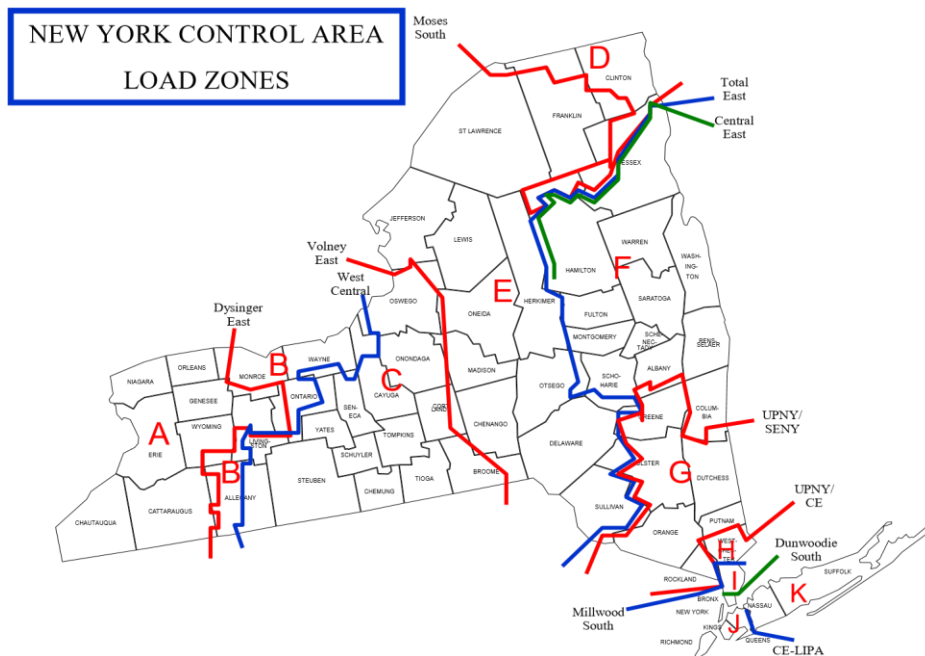 NEW YORK CONTROL AREA
LOAD ZONES
Moses
South
D
CLINTON
Total
East
FRANKLIN
Central
East
ST LAWRENCE
ESSEX
JEFFERSON
LEWIS
WARREN
WASH-
ING-
TON
Volney
East
West
Central
HAMILTON
F
E
OSWEGO
HERKIMER
SARATOGA
ONEIDA
FULTON
Dysinger
East
MONTGOMERY
SCHE
NEC-
TADY
RENS-
SELAER
WAYNE
ORLEANS
B
MONROE
ONONDAGA
NIAGARA
C
MADISON
ALBANY
OTSEGO
SCHO-
HARIE
GENESEE
ONTARIO
CAYUGA
SEN-
ECA
CORT
LAND
COLUM-
BIA
GREENE
UPNY/
SENY
A
WYOMING
CHENANGO
YATES
TOMPKINS
LIVING-
STON
ERIE
DELAWARE
SCHUYLER
B
ULSTER
G
BROOME
TIOGA
STEUBEN
DUTCHESS
CHEMUNG
ALLEGANY
CATTARAUGUS
SULLIVAN
UPNY/
CE
CHAUTAUQUA
PUTNAM
ORANGE
WEST-
CHES-
TER
H
Dunwoodie
South
SUFFOLK
ROCKLAND
I
K
BRONX
NASSAU
Millwood
South
NEW YORK
KINGS
J
QUEENS
RICHMOND
CE-LIPA